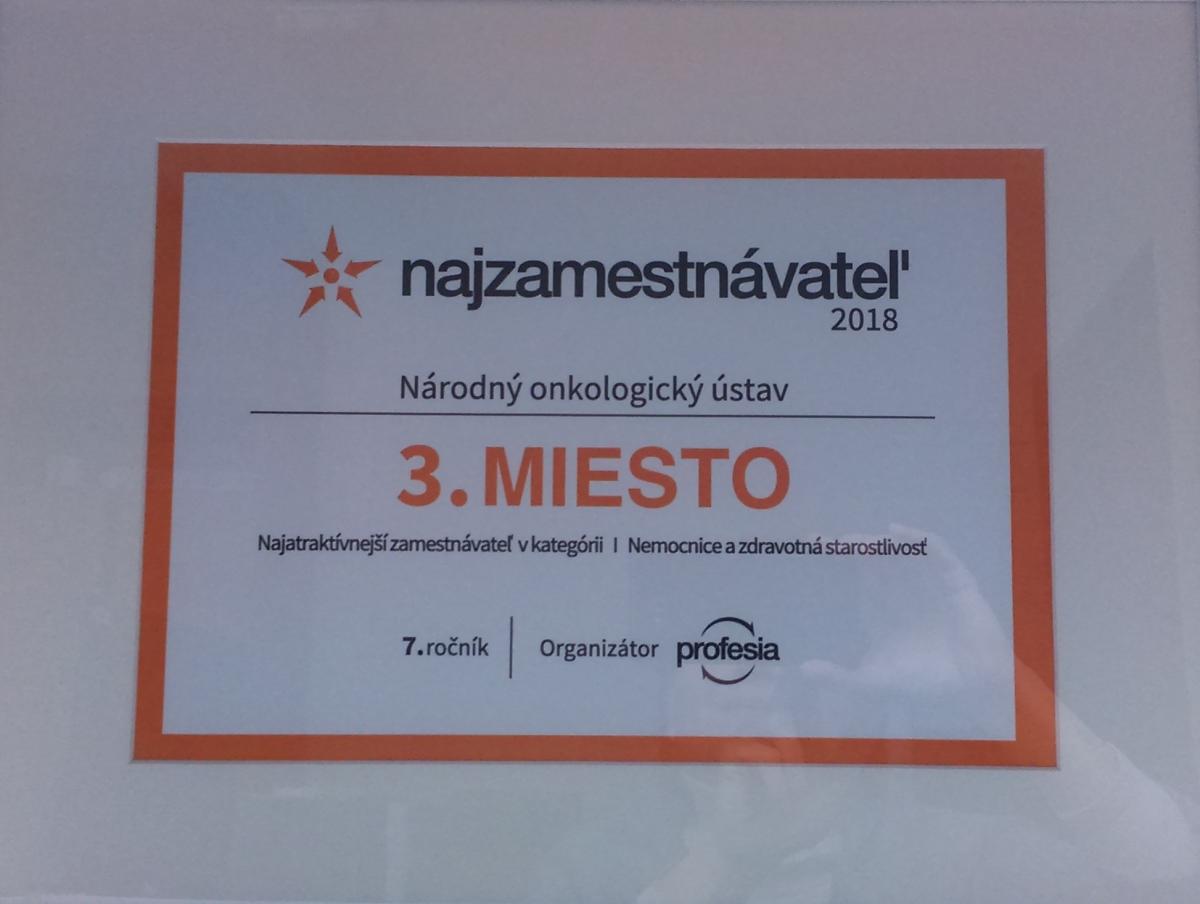 najzamestnávateľ
2018
Národný onkologický ústav
3. MIESTO
Najatraktívnejší zamestnávateľ v kategórii | Nemocnice a zdravotná starostlivosť
7. ročník | Organizátor profesia